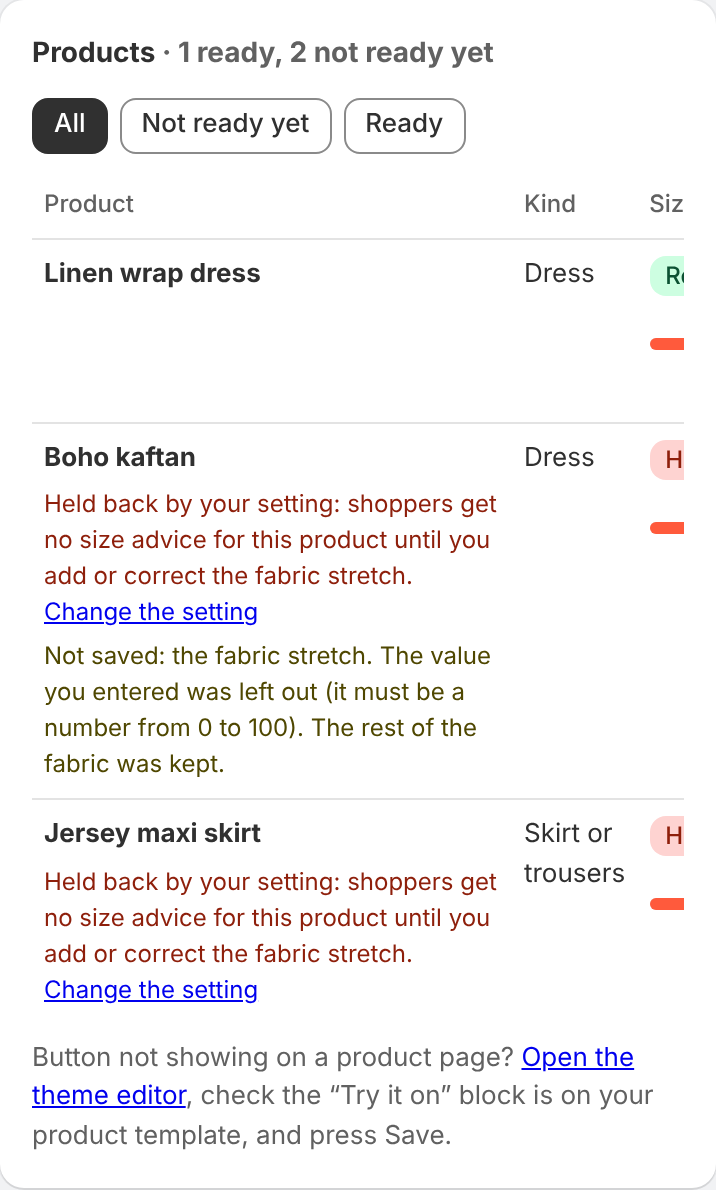 Products · 1 ready, 2 not ready yet
All Not ready yet Ready
Product Kind
Linen wrap dress Dress
Boho kaftan Dress
Held back by your setting: shoppers get
no size advice for this product until you
add or correct the fabric stretch.
Change the setting
Not saved: the fabric stretch. The value
you entered was left out (it must be a
number from 0 to 100). The rest of the
fabric was kept.
Jersey maxi skirt Skirt or
trousers
Held back by your setting: shoppers get
no size advice for this product until you
add or correct the fabric stretch.
Change the setting
Button not showing on a product page? Open the
theme editor, check the “Try it on” block is on your
product template, and press Save.